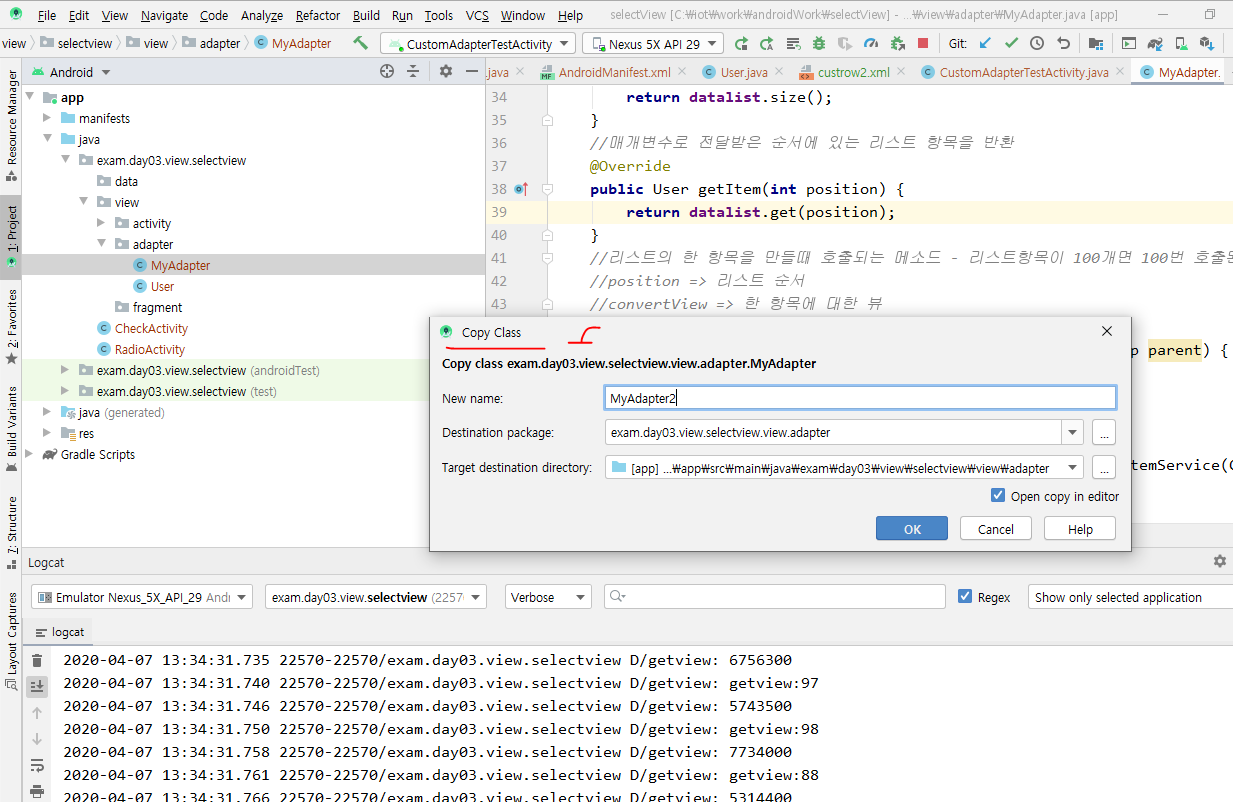 File Edit View Navigate Code Analyze Refactor Build Run Tools VCS Window Help selectView [C:₩iot₩work₩androidWork₩selectView] - ...₩view₩adapter₩MyAdapter.java [app]
view selectview view adapter MyAdapter CustomAdapterTestActivity Nexus 5X API 29 Git:
Android .java AndroidManifest.xml User.java custrow2.xml CustomAdapterTestActivity.java MyAdapter.
Resource Manager
1: Project
2: Favorites
Build Variants
7: Structure
Layout Captures
app
manifests
java
exam.day03.view.selectview
data
view
activity
adapter
MyAdapter
User
fragment
CheckActivity
RadioActivity
exam.day03.view.selectview (androidTest)
exam.day03.view.selectview (test)
java (generated)
res
Gradle Scripts
34 return datalist.size();
35 }
36 //매개변수로 전달받은 순서에 있는 리스트 항목을 반환
37 @Override
38 public User getItem(int position) {
39 return datalist.get(position);
40 }
41 //리스트의 한 항목을 만들때 호출되는 메소드 - 리스트항목이 100개면 100번 호출
42 //position => 리스트 순서
43 //convertView => 한 항목에 대한 뷰
p parent) {
temService(
Copy Class
Copy class exam.day03.view.selectview.view.adapter.MyAdapter
New name: MyAdapter2
Destination package: exam.day03.view.selectview.view.adapter ...
Target destination directory: [app] ...₩app₩src₩main₩java₩exam₩day03₩view₩selectview₩view₩adapter ...
Open copy in editor
OK Cancel Help
Logcat
Emulator Nexus_5X_API_29 Andr exam.day03.view.selectview (2257 Verbose Regex Show only selected application
logcat
2020-04-07 13:34:31.735 22570-22570/exam.day03.view.selectview D/getview: 6756300
2020-04-07 13:34:31.740 22570-22570/exam.day03.view.selectview D/getview: getview:97
2020-04-07 13:34:31.746 22570-22570/exam.day03.view.selectview D/getview: 5743500
2020-04-07 13:34:31.750 22570-22570/exam.day03.view.selectview D/getview: getview:98
2020-04-07 13:34:31.758 22570-22570/exam.day03.view.selectview D/getview: 7734000
2020-04-07 13:34:31.761 22570-22570/exam.day03.view.selectview D/getview: getview:88
2020-04-07 13:34:31.766 22570-22570/exam.day03.view.selectview D/getview: 5314400